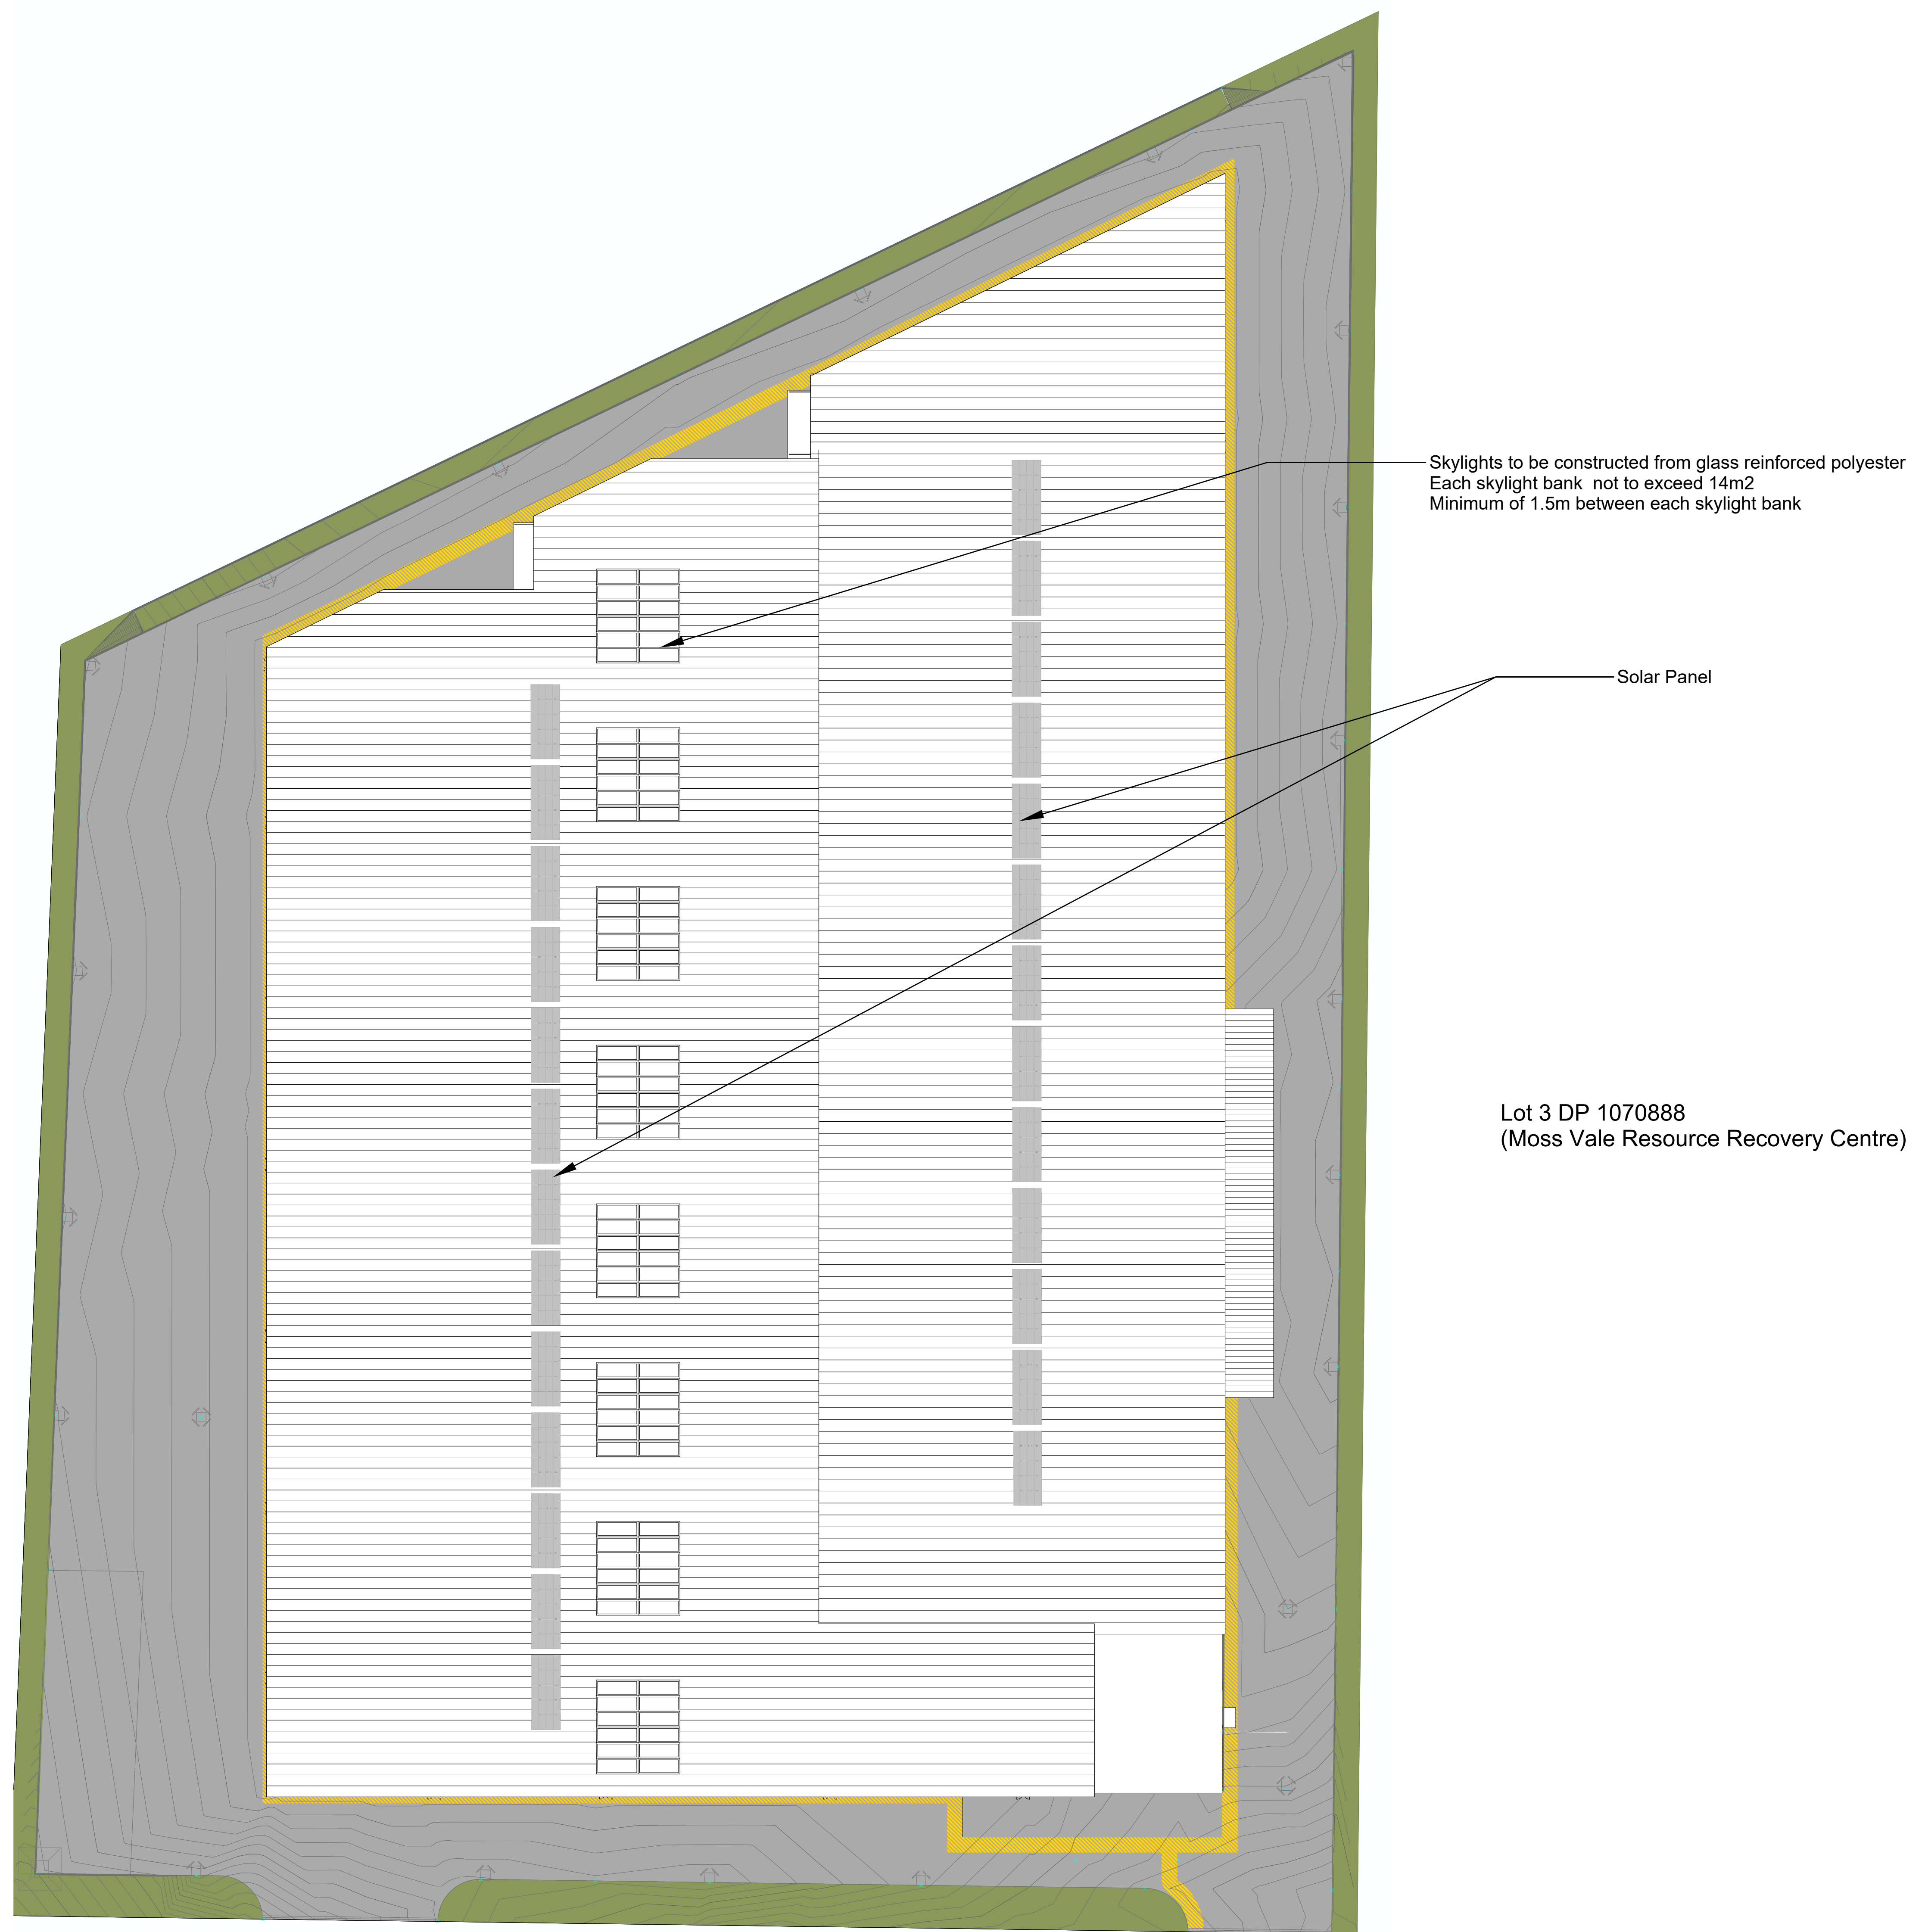 Skylights to be constructed from glass reinforced polyester
Each skylight bank  not to exceed 14m2
Minimum of 1.5m between each skylight bank
Solar Panel
Lot 3 DP 1070888
(Moss Vale Resource Recovery Centre)